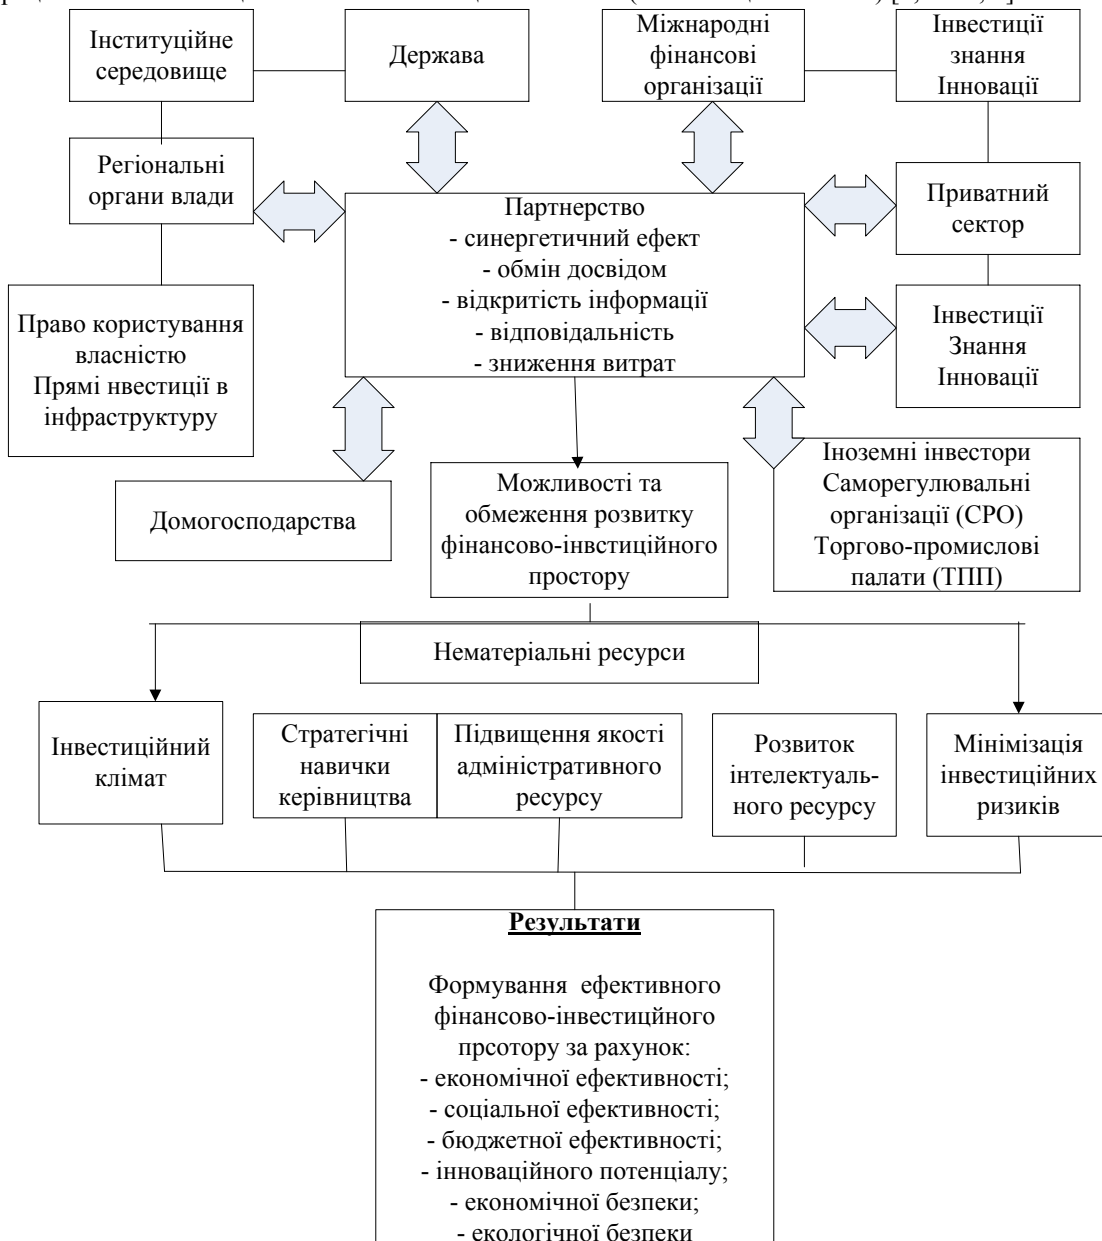 Інституційне
середовище
Держава
Міжнародні
фінансові
організації
Інвестиції
знання
Інновації
Регіональні
органи влади
Партнерство
- синергетичний ефект
- обмін досвідом
- відкритість інформації
- відповідальність
- зниження витрат
Приватний
сектор
Право користування
власністю
Прямі нвестиції в
інфраструктуру
Інвестиції
Знання
Інновації
Домогосподарства
Можливості та
обмеження розвитку
фінансово-інвстиційного
простору
Іноземні інвестори
Саморегулювальні
організації (СРО)
Торгово-промислові
палати (ТПП)
Нематеріальні ресурси
Інвестиційний
клімат
Стратегічні
навички
керівництва
Підвищення якості
адміністративного
ресурсу
Розвиток
інтелектуаль-
ного ресурсу
Мінімізація
інвестиційних
ризиків
Результати
Формування ефективного
фінансово-інвестицйного
прсотору за рахунок:
- економічної ефективності;
- соціальної ефективності;
- бюджетної ефективності;
- інноваційного потенціалу;
- економічної безпеки;
- екологічної безпеки